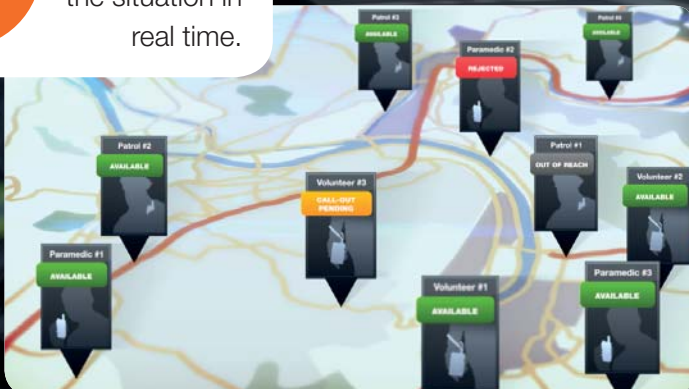 the situation in
real time.
Patrol #3
AVAILABLE
Patrol #4
AVAILABLE
Paramedic #2
REJECTED
Patrol #2
AVAILABLE
Patrol #1
OUT OF REACH
Volunteer #3
CALL-OUT
PENDING
Volunteer #2
AVAILABLE
Paramedic #1
AVAILABLE
Volunteer #1
AVAILABLE
Paramedic #3
AVAILABLE